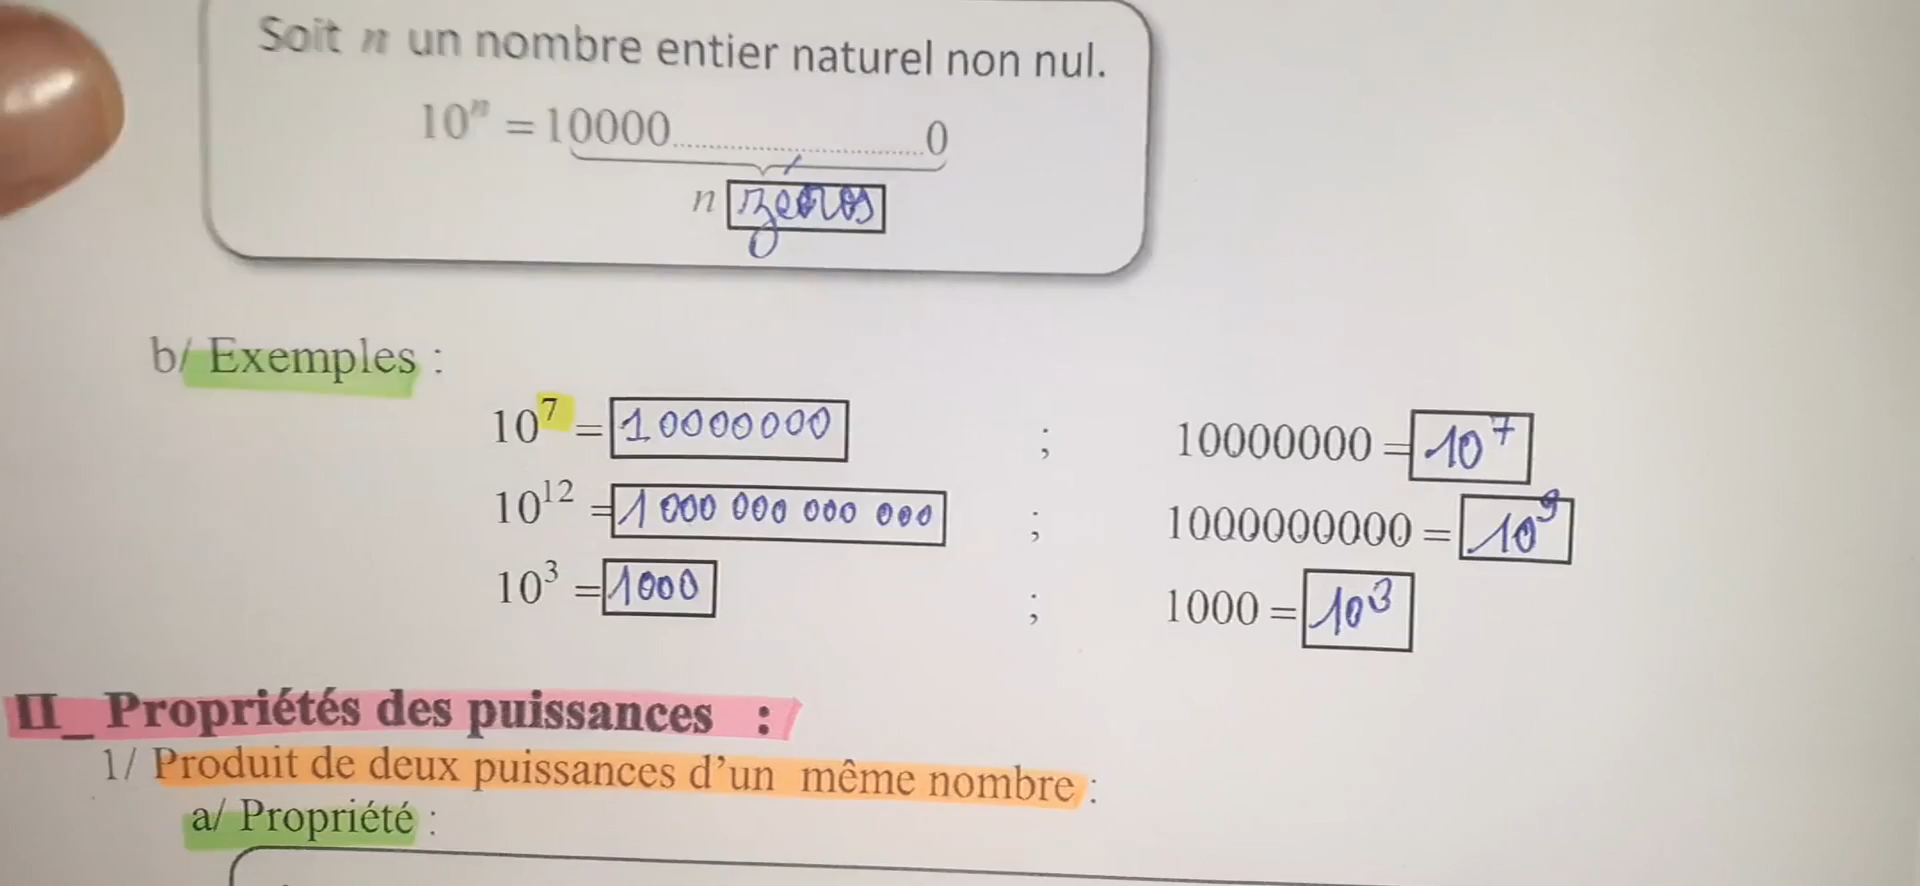 Soit n un nombre entier naturel non nul.
10ⁿ = 10000....................0
n zeros
b/ Exemples :
10⁷ = 10000000 ; 10000000 = 10⁷
10¹² = 1 000 000 000 000 ; 1000000000 = 10⁹
10³ = 1000 ; 1000 = 10³
II_ Propriétés des puissances :
1/ Produit de deux puissances d’un même nombre :
a/ Propriété :